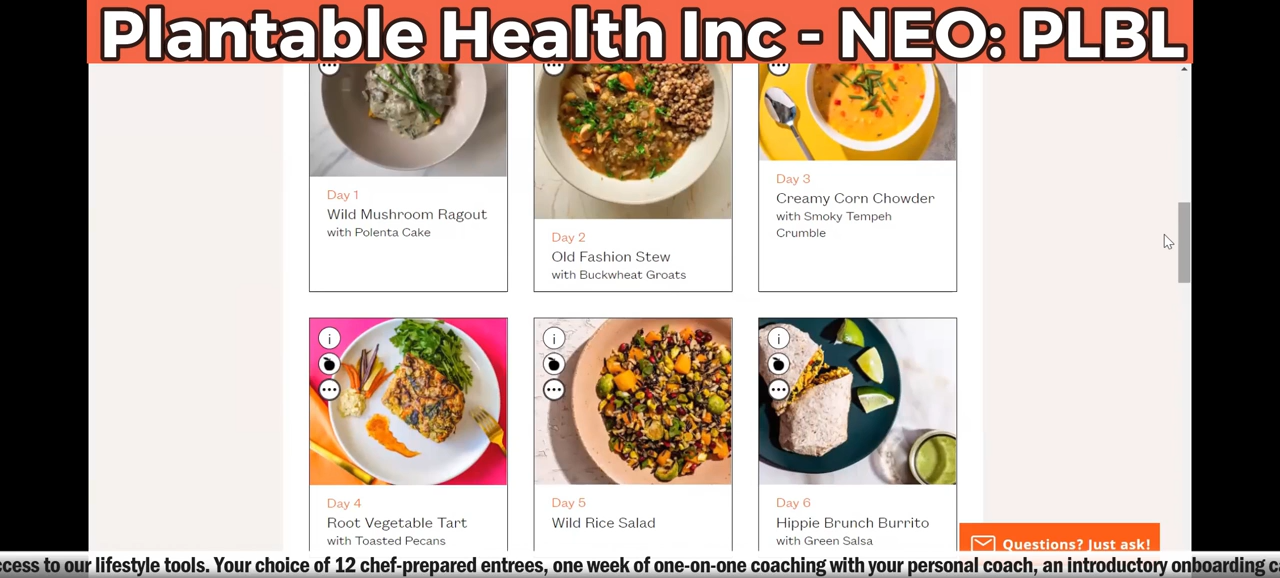 Plantable Health Inc - NEO: PLBL
Day 1
Wild Mushroom Ragout
with Polenta Cake
Day 2
Old Fashion Stew
with Buckwheat Groats
Day 3
Creamy Corn Chowder
with Smoky Tempeh
Crumble
Day 4
Root Vegetable Tart
with Toasted Pecans
Day 5
Wild Rice Salad
Day 6
Hippie Brunch Burrito
with Green Salsa
Questions? Just ask!
to our lifestyle tools. Your choice of 12 chef-prepared entrees, one week of one-on-one coaching with your personal coach, an introductory onboarding